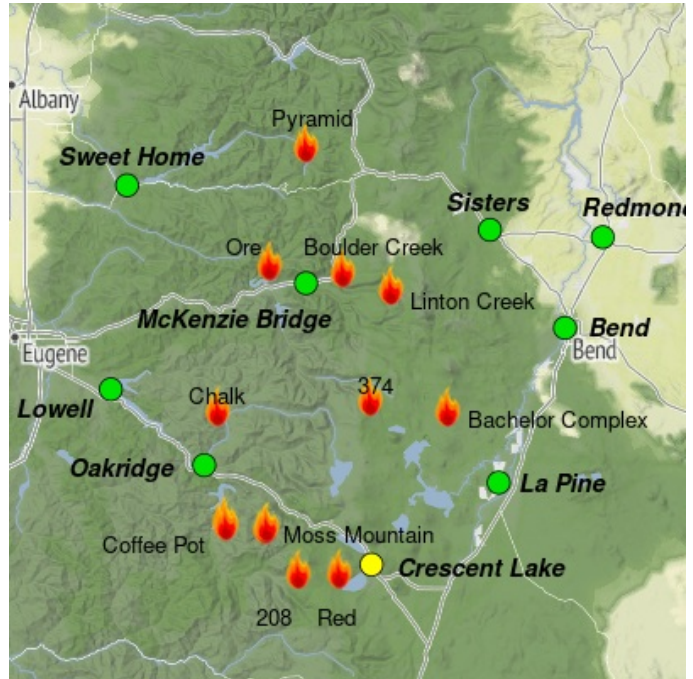 Albany
Pyramid
Sweet Home
Sisters
Redmond
Ore
Boulder Creek
Linton Creek
McKenzie Bridge
Bend
Eugene
Bend
Chalk
374
Lowell
Bachelor Complex
Oakridge
La Pine
Moss Mountain
Coffee Pot
Crescent Lake
208
Red